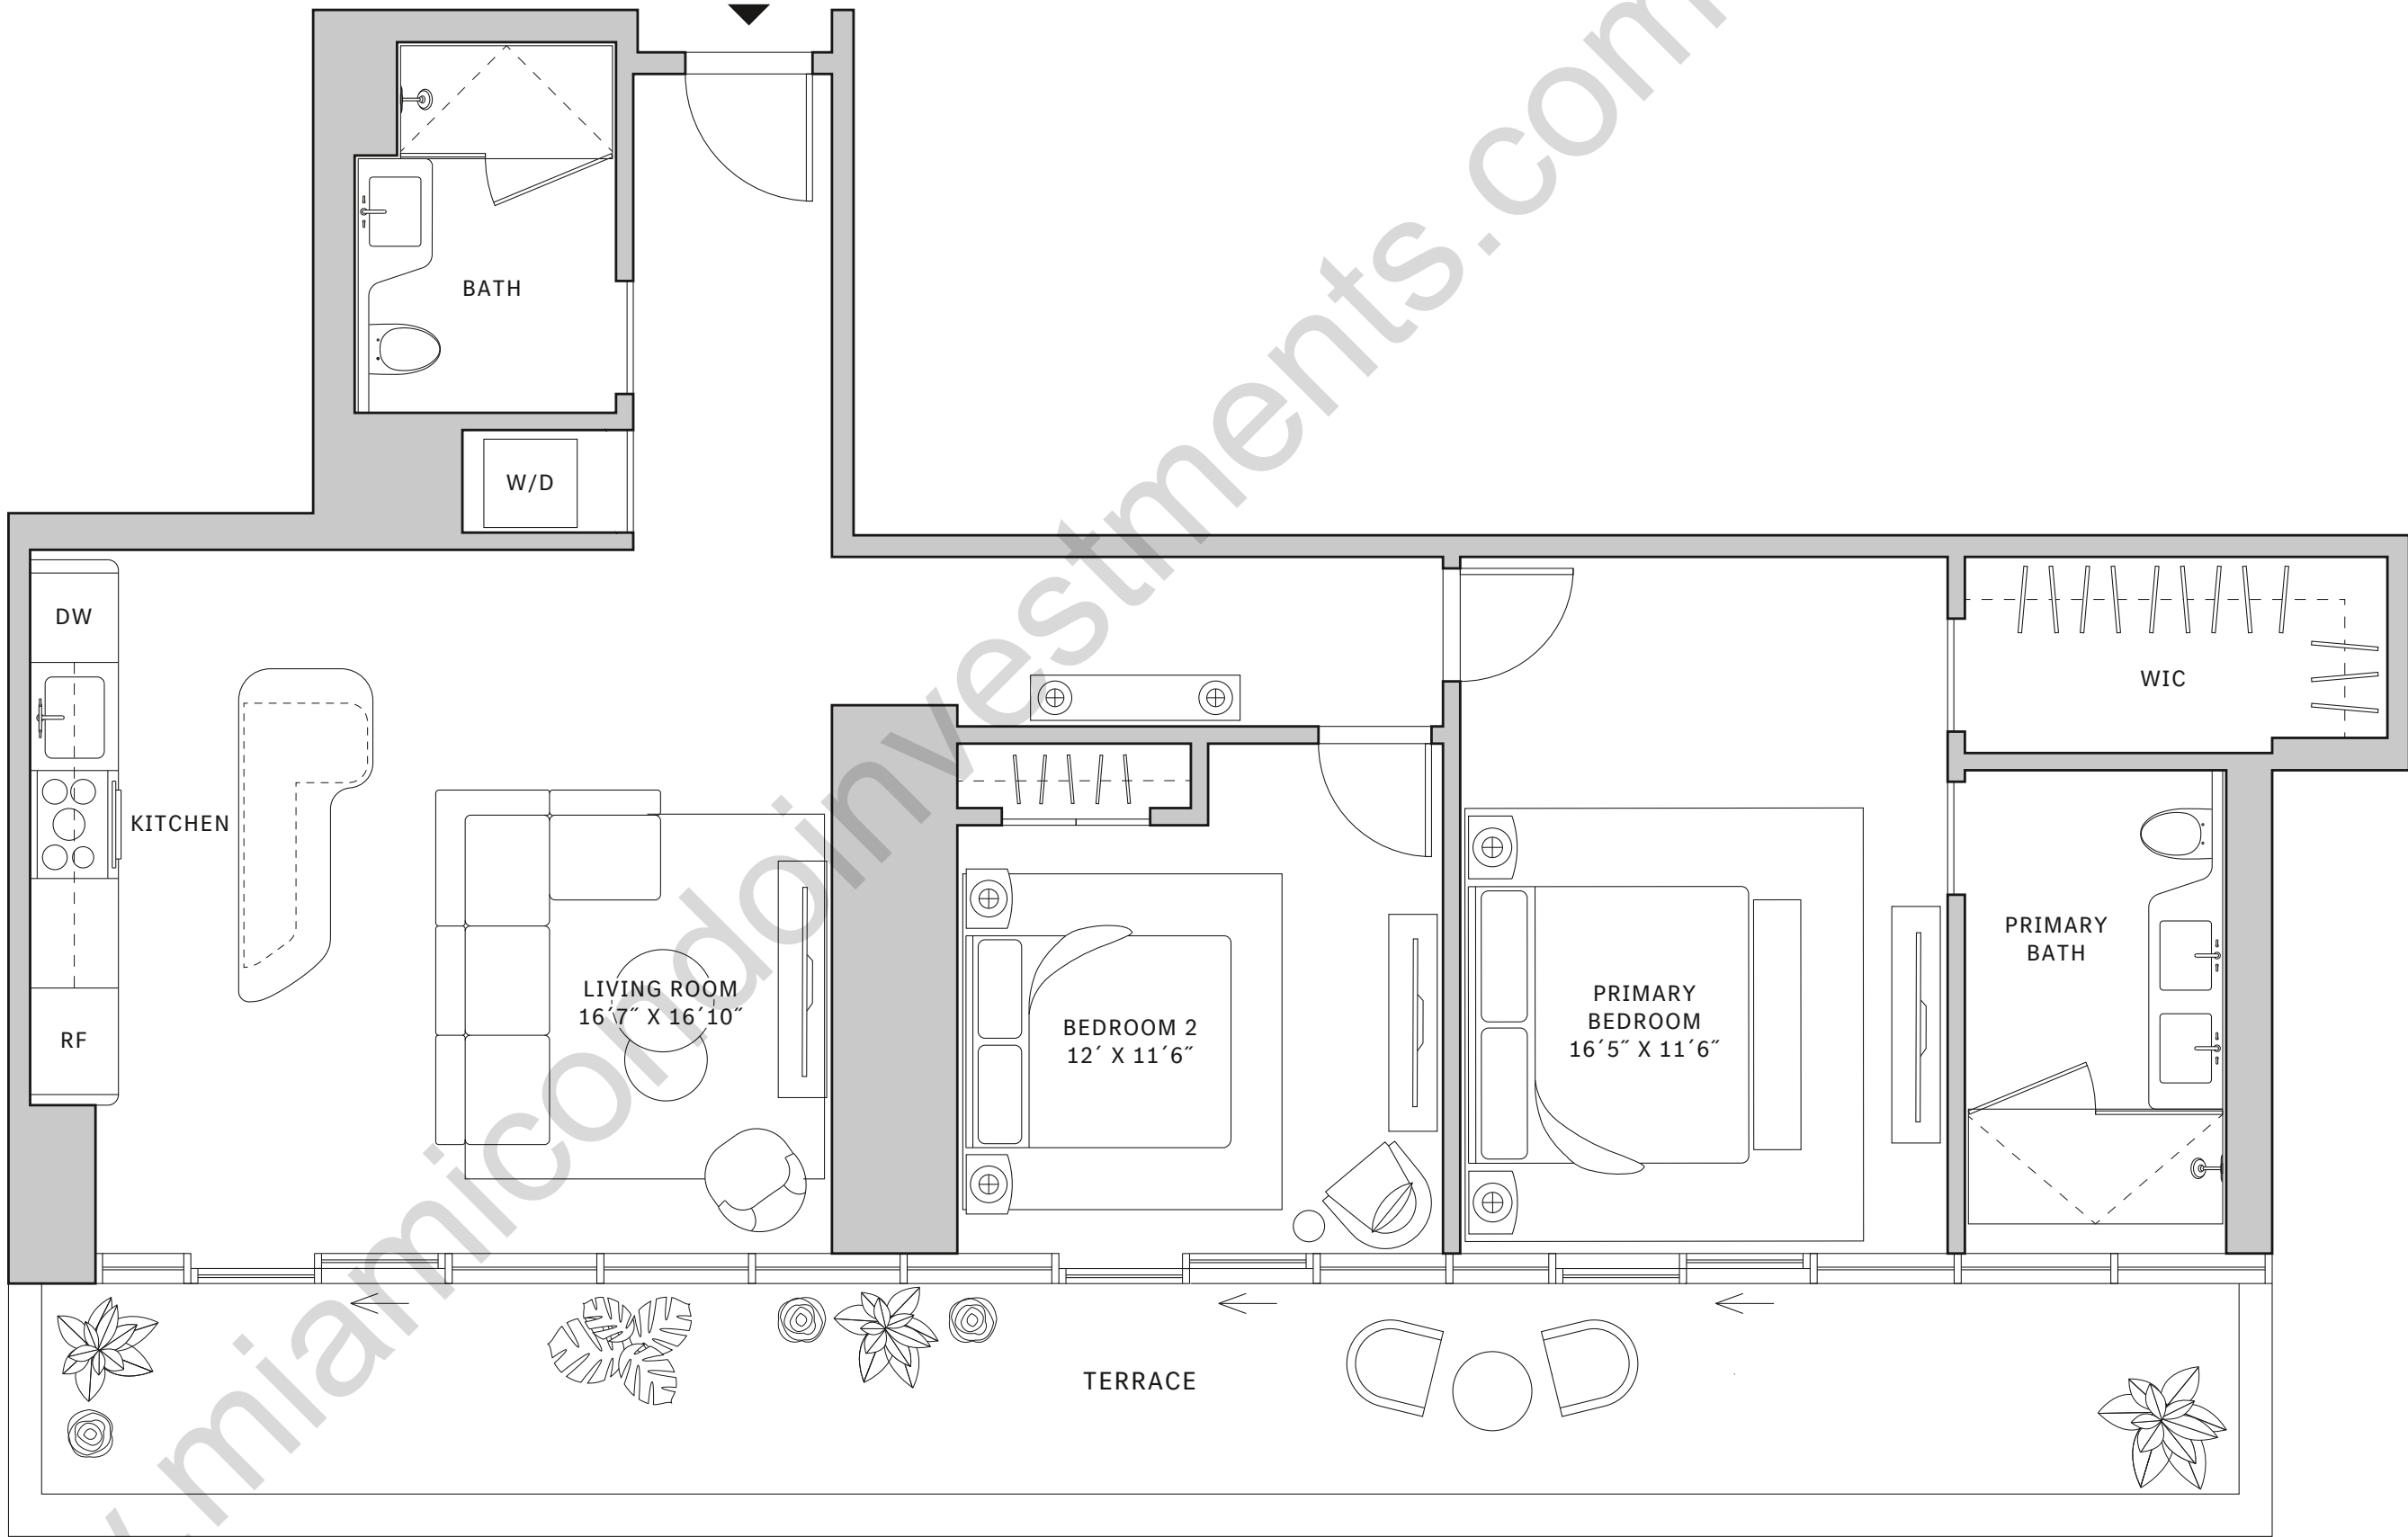 BATH
W/D
DW
WIC
KITCHEN
PRIMARY
BATH
LIVING ROOM
16´7˝ X 16´10˝
PRIMARY
BEDROOM
16´5˝ X 11´6˝
BEDROOM 2
12´ X 11´6˝
RF
TERRACE
.miamicondoinvestments.com